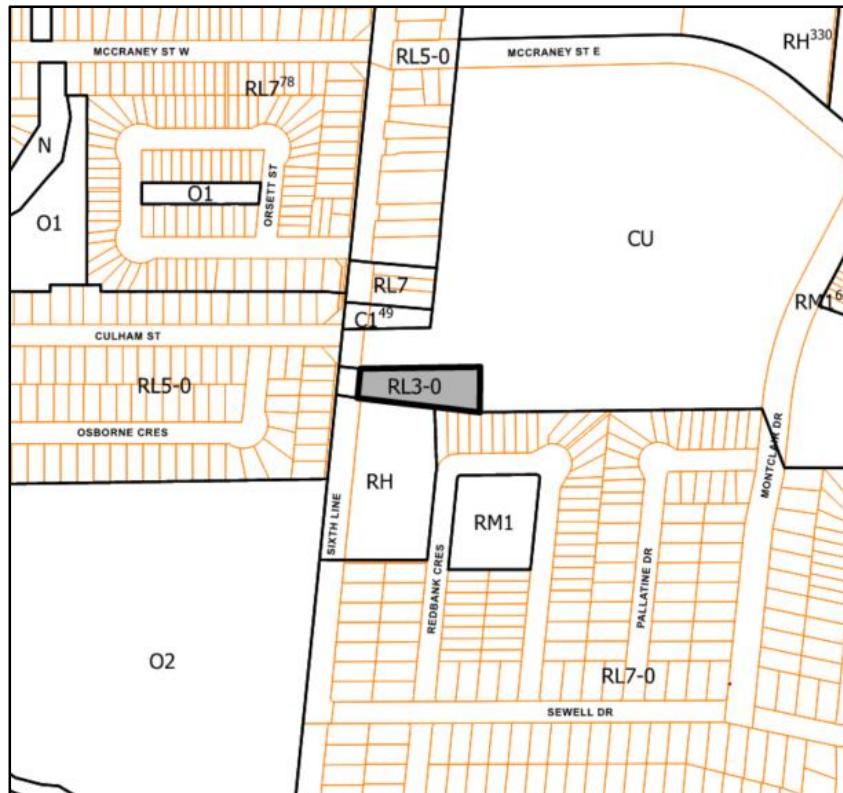 MCCRANEY ST W
RL5-0
MCCRANEY ST E
RH330
RL778
N
O1
ORSETT ST
O1
CU
RL7
RM16
C149
CULHAM ST
RL5-0
RL3-0
OSBORNE CRES
MONTCLAIR DR
RH
SIXTH LINE
RM1
REDBANK CRES
PALLATINE DR
O2
RL7-0
SEWELL DR